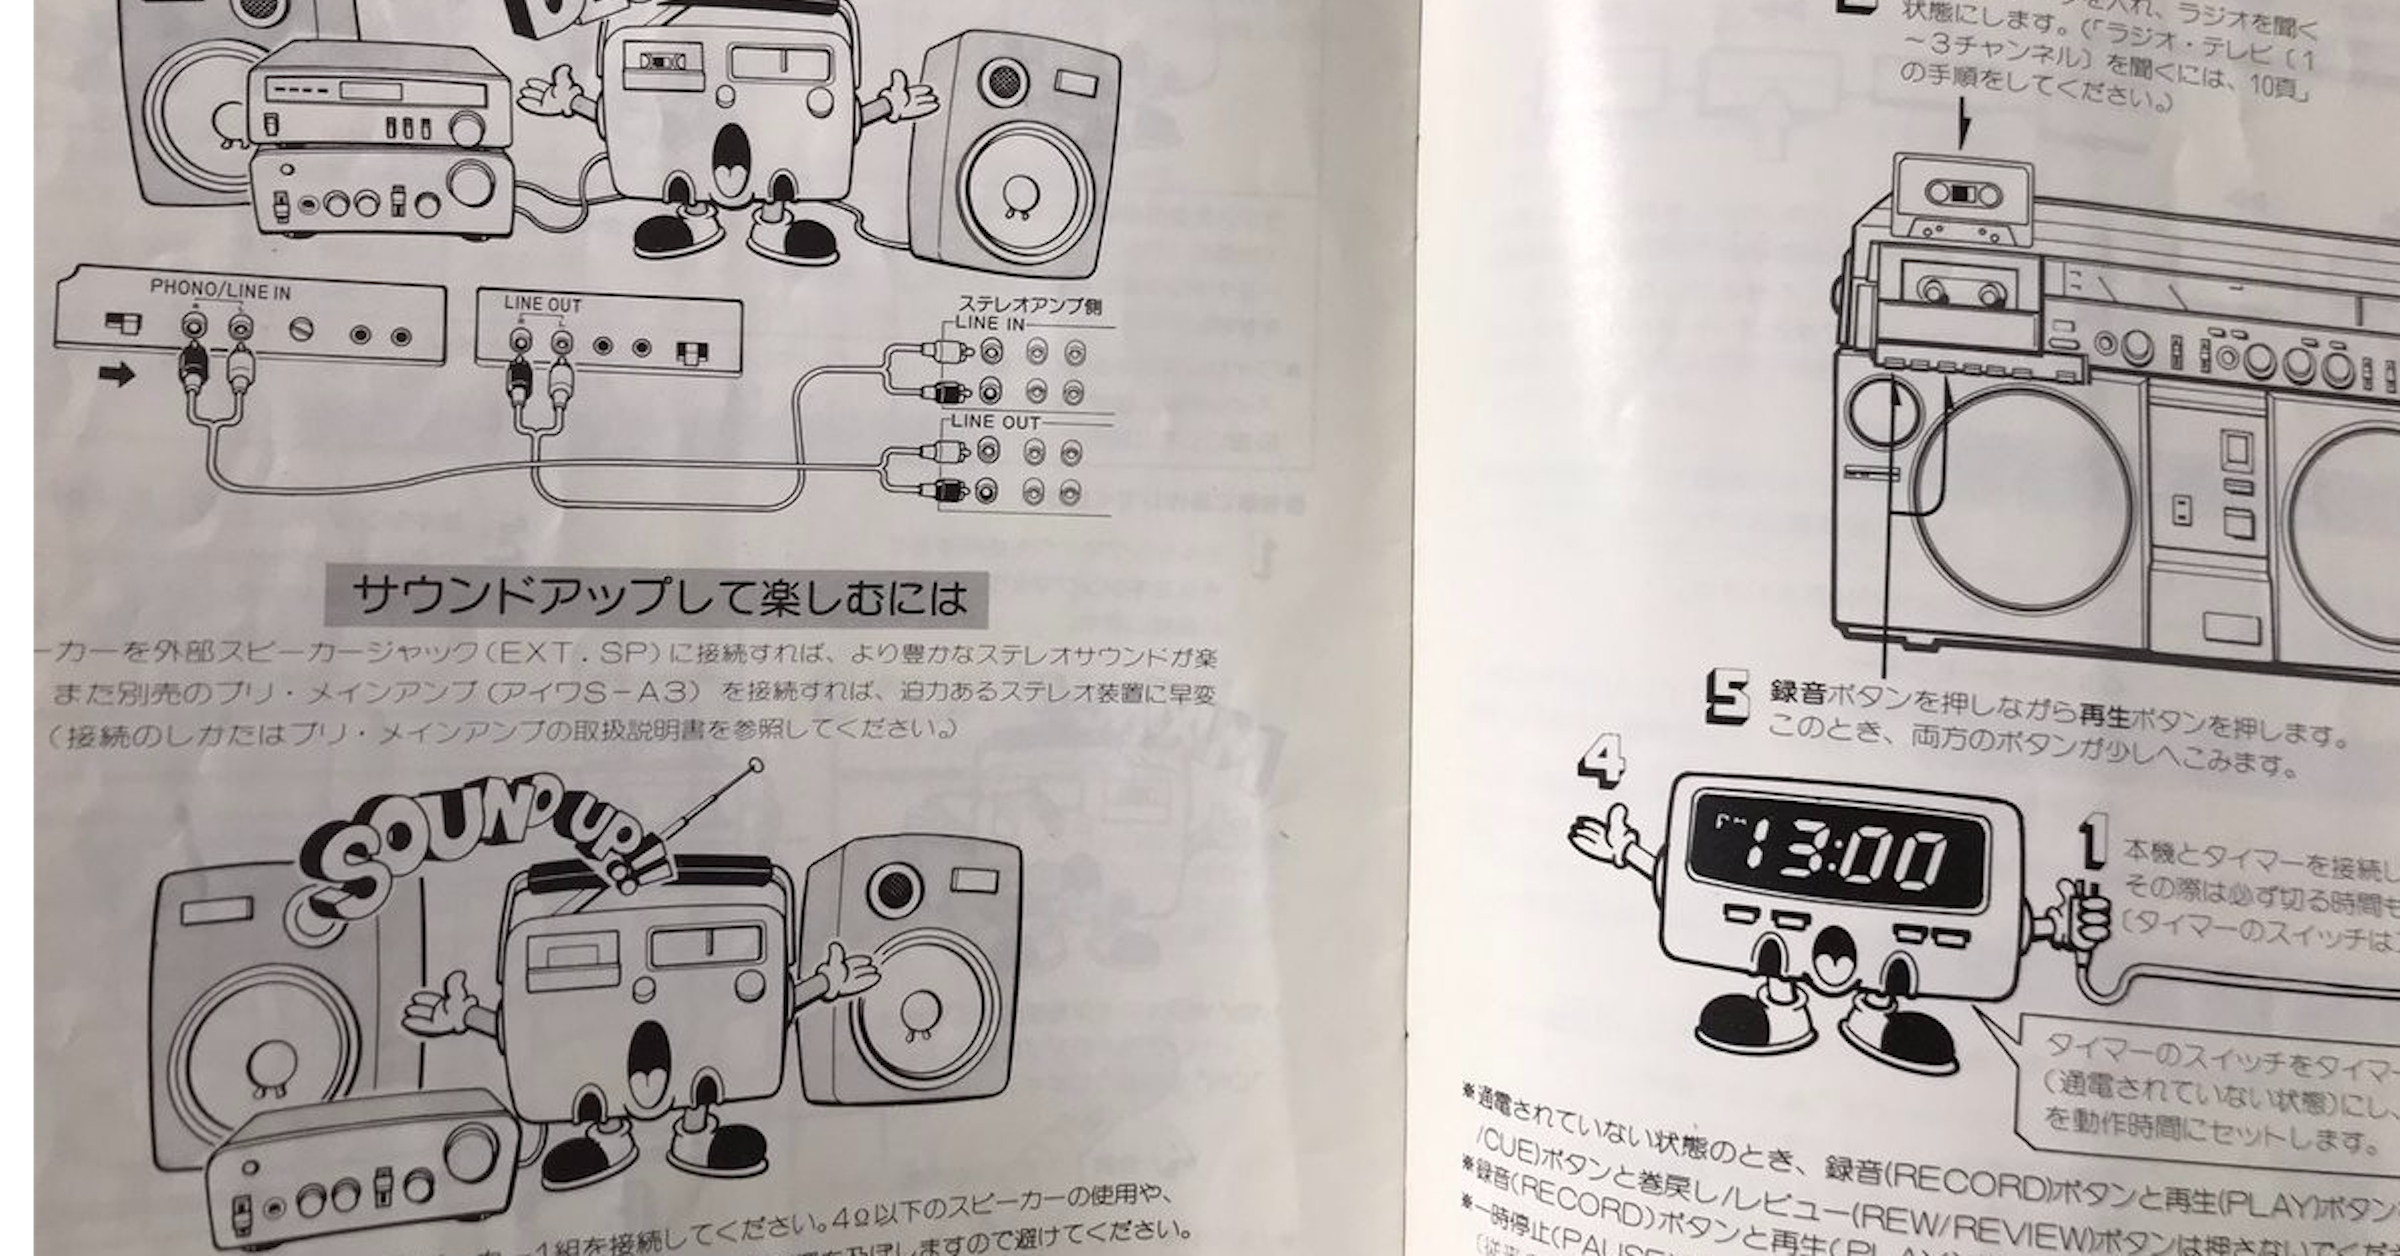 PHONO/LINE IN
R L
LINE OUT
R L
ステレオアンプ側
LINE IN
LINE OUT
サウンドアップして楽しむには
ーカーを外部スピーカージャック(EXT．SP)に接続すれば、より豊かなステレオサウンドが楽
また別売のプリ・メインアンプ(アイワS－A3) を接続すれば、迫力あるステレオ装置に早変
(接続のしかたはプリ・メインアンプの取扱説明書を参照してください。)
SOUND UP!!
1組を接続してください。4Ω以下のスピーカーの使用や、
を及ぼしますので避けてください。
を入れ、ラジオを聞く
状態にします。(「ラジオ・テレビ〔1
～3チャンネル〕を聞くには、10頁」
の手順をしてください。)
5 録音ボタンを押しながら再生ボタンを押します。
このとき、両方のボタンが少しへこみます。
4
13:00
1 本機とタイマーを接続し
その際は必ず切る時間も
(タイマーのスイッチは
タイマーのスイッチをタイマー
(通電されていない状態)にし、
を動作時間にセットします。
※通電されていない状態のとき、録音(RECORD)ボタンと再生(PLAY)ボタン
/CUE)ボタンと巻戻し/レビュー(REW/REVIEW)ボタンは押さないでくだ
※録音(RECORD)ボタンと再生(PLAY)
※一時停止(PAUSE